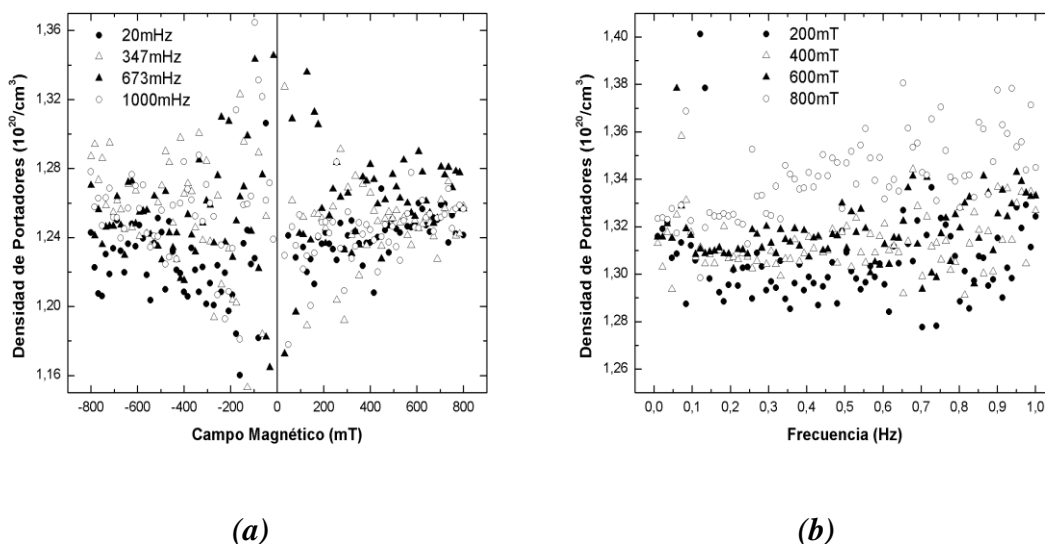 1,36
1,32
1,28
1,24
1,20
1,16
Densidad de Portadores (10²⁰/cm³)
20mHz
347mHz
673mHz
1000mHz
-800 -600 -400 -200 0 200 400 600 800
Campo Magnético (mT)
(a)
1,40
1,38
1,36
1,34
1,32
1,30
1,28
1,26
Densidad de Portadores (10²⁰/cm³)
200mT
400mT
600mT
800mT
0,0 0,1 0,2 0,3 0,4 0,5 0,6 0,7 0,8 0,9 1,0
Frecuencia (Hz)
(b)